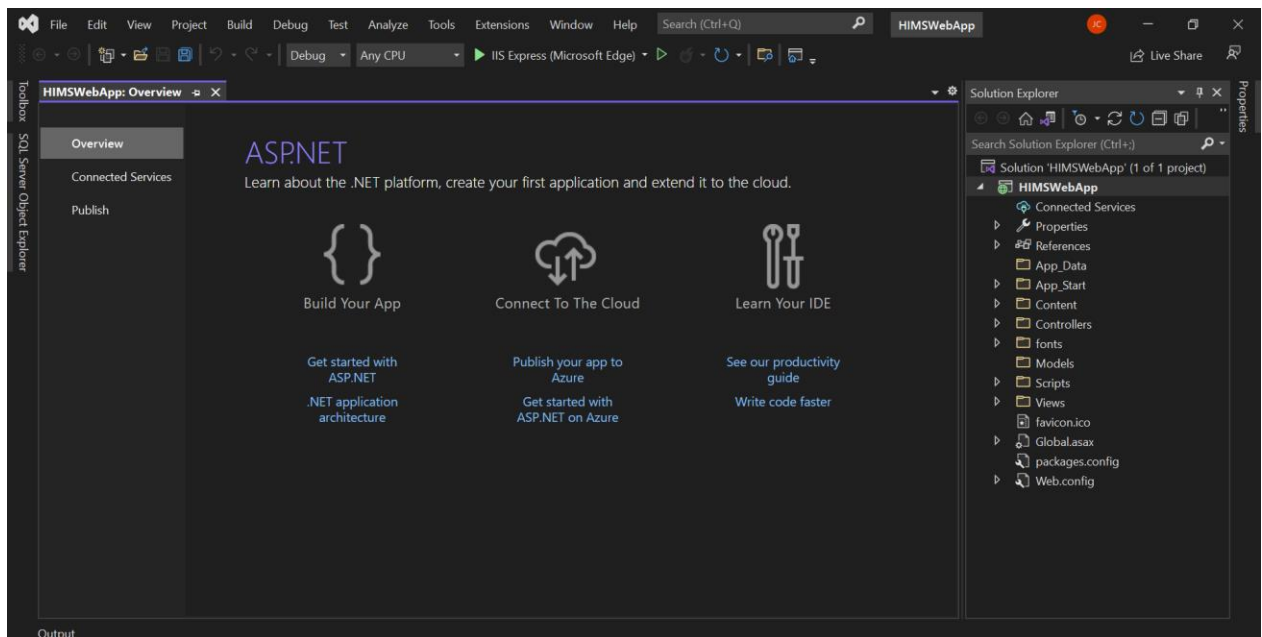 File Edit View Project Build Debug Test Analyze Tools Extensions Window Help Search (Ctrl+Q) HIMSWebApp JC
Debug Any CPU IIS Express (Microsoft Edge) Live Share
Toolbox
SQL Server Object Explorer
HIMSWebApp: Overview
Overview
Connected Services
Publish
ASP.NET
Learn about the .NET platform, create your first application and extend it to the cloud.
Build Your App
Get started with
ASP.NET
.NET application
architecture
Connect To The Cloud
Publish your app to
Azure
Get started with
ASP.NET on Azure
Learn Your IDE
See our productivity
guide
Write code faster
Solution Explorer
Search Solution Explorer (Ctrl+;)
Solution 'HIMSWebApp' (1 of 1 project)
HIMSWebApp
Connected Services
Properties
References
App_Data
App_Start
Content
Controllers
fonts
Models
Scripts
Views
favicon.ico
Global.asax
packages.config
Web.config
Properties
Output